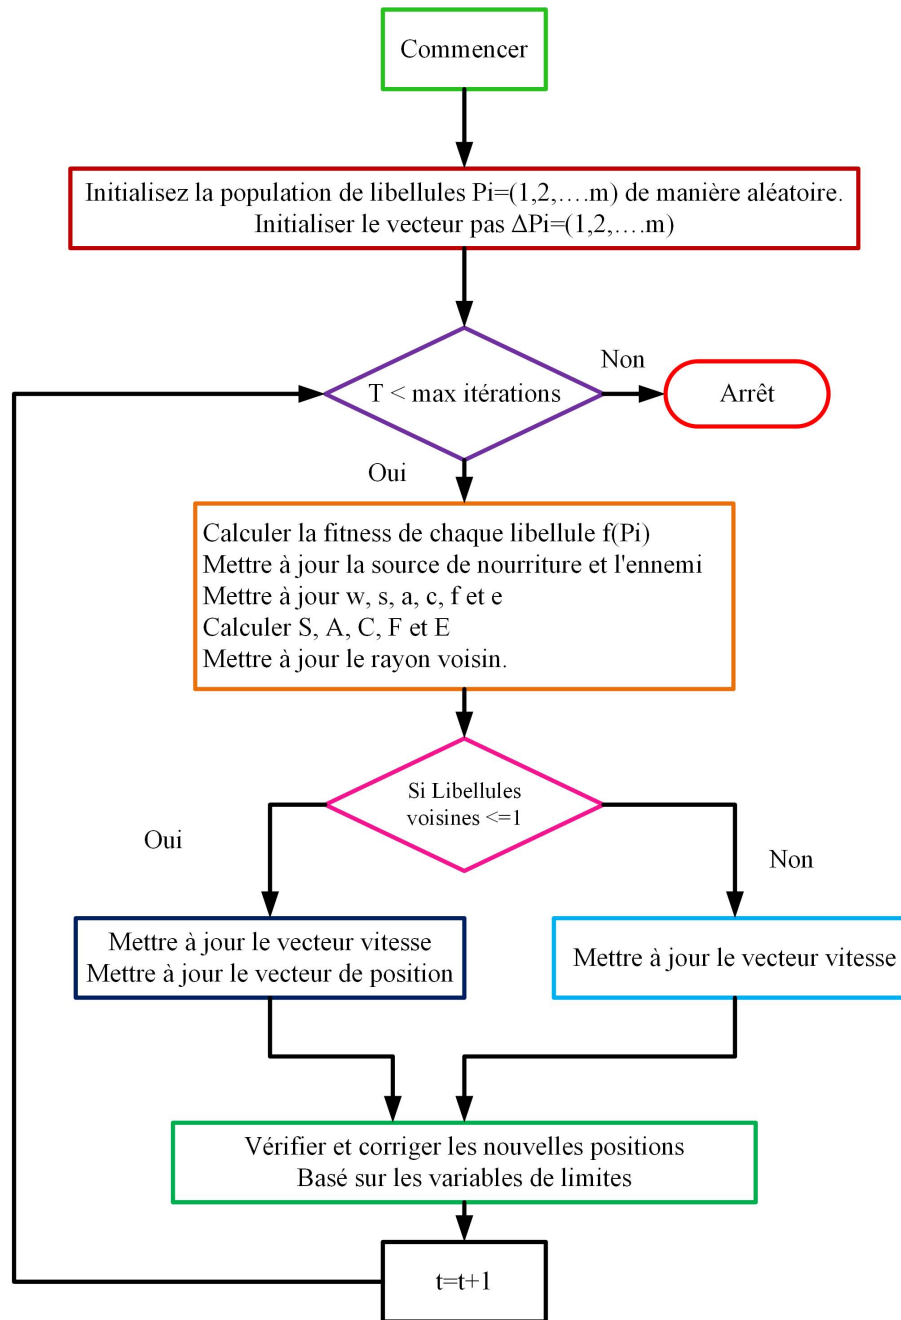 Commencer
Initialisez la population de libellules Pi=(1,2,….m) de manière aléatoire.
Initialiser le vecteur pas ΔPi=(1,2,….m)
T < max itérations
Non
Arrêt
Oui
Calculer la fitness de chaque libellule f(Pi)
Mettre à jour la source de nourriture et l'ennemi
Mettre à jour w, s, a, c, f et e
Calculer S, A, C, F et E
Mettre à jour le rayon voisin.
Si Libellules
voisines <=1
Oui
Non
Mettre à jour le vecteur vitesse
Mettre à jour le vecteur de position
Mettre à jour le vecteur vitesse
Vérifier et corriger les nouvelles positions
Basé sur les variables de limites
t=t+1